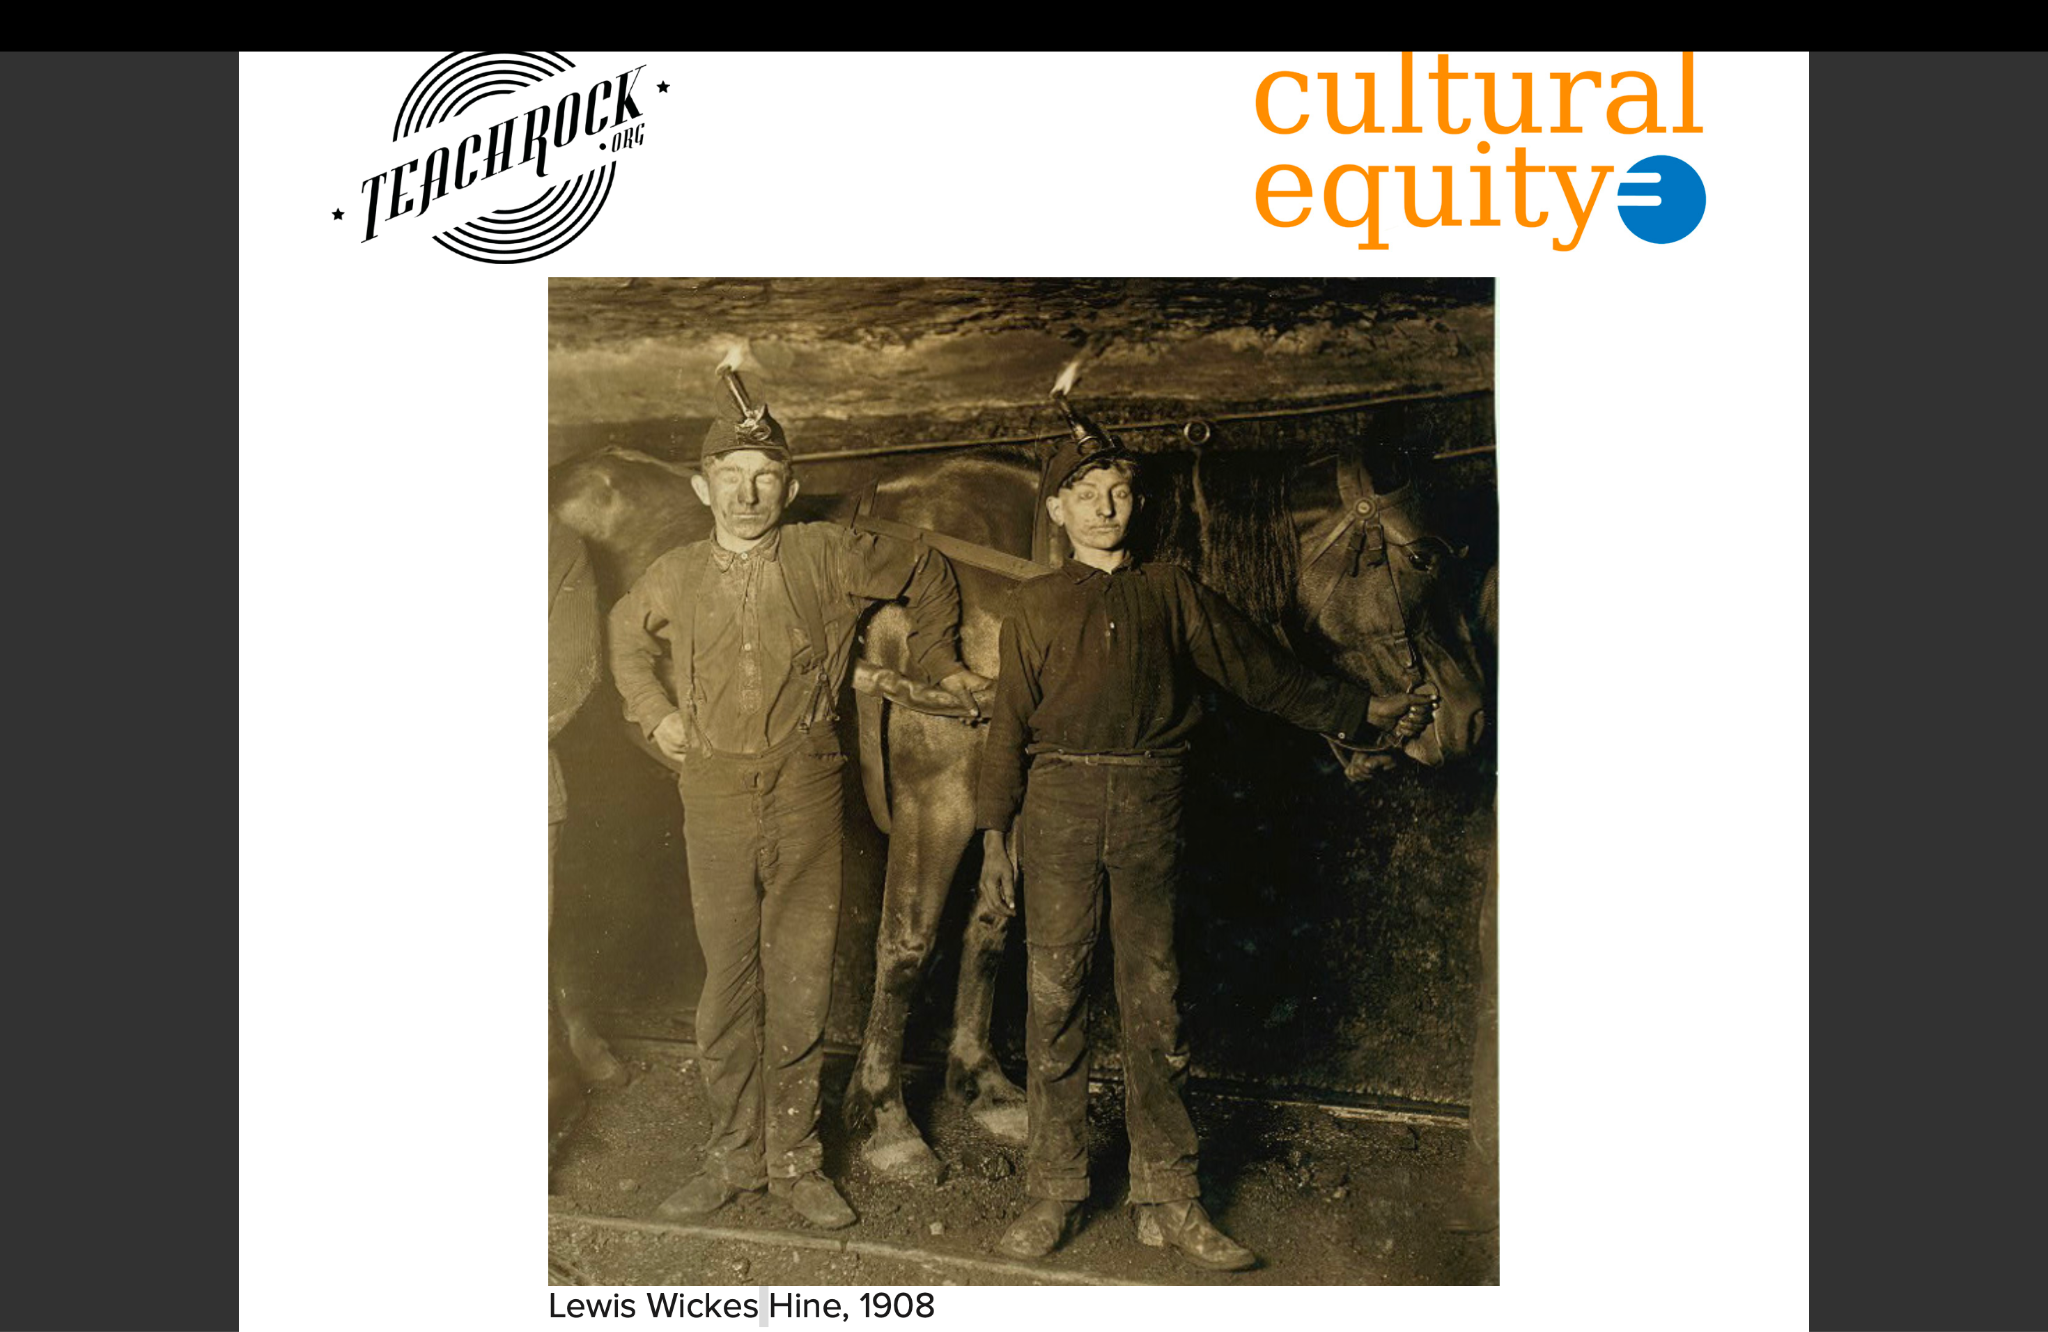 TEACHROCK
.ORG
cultural
equity
Lewis Wickes Hine, 1908